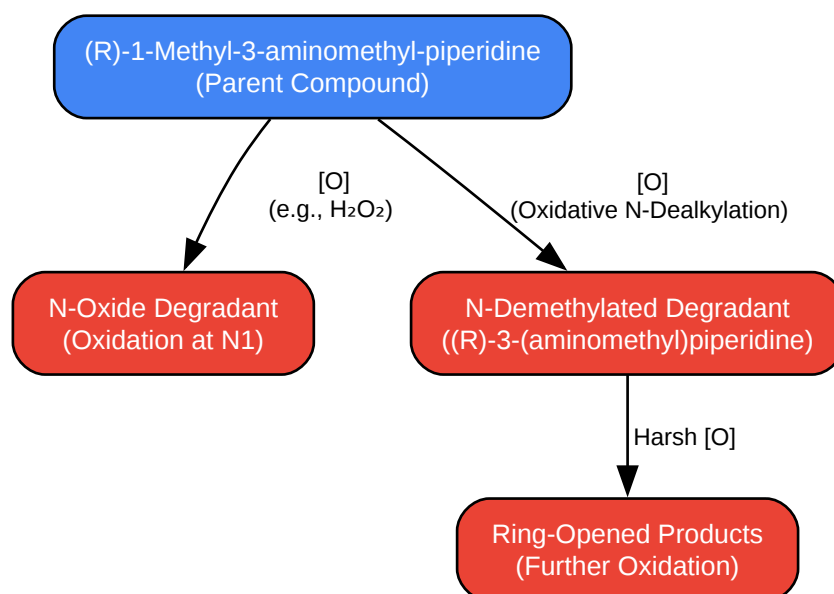 (R)-1-Methyl-3-aminomethyl-piperidine
(Parent Compound)
[O]
(e.g., H₂O₂)
[O]
(Oxidative N-Dealkylation)
N-Oxide Degradant
(Oxidation at N1)
N-Demethylated Degradant
((R)-3-(aminomethyl)piperidine)
Harsh [O]
Ring-Opened Products
(Further Oxidation)